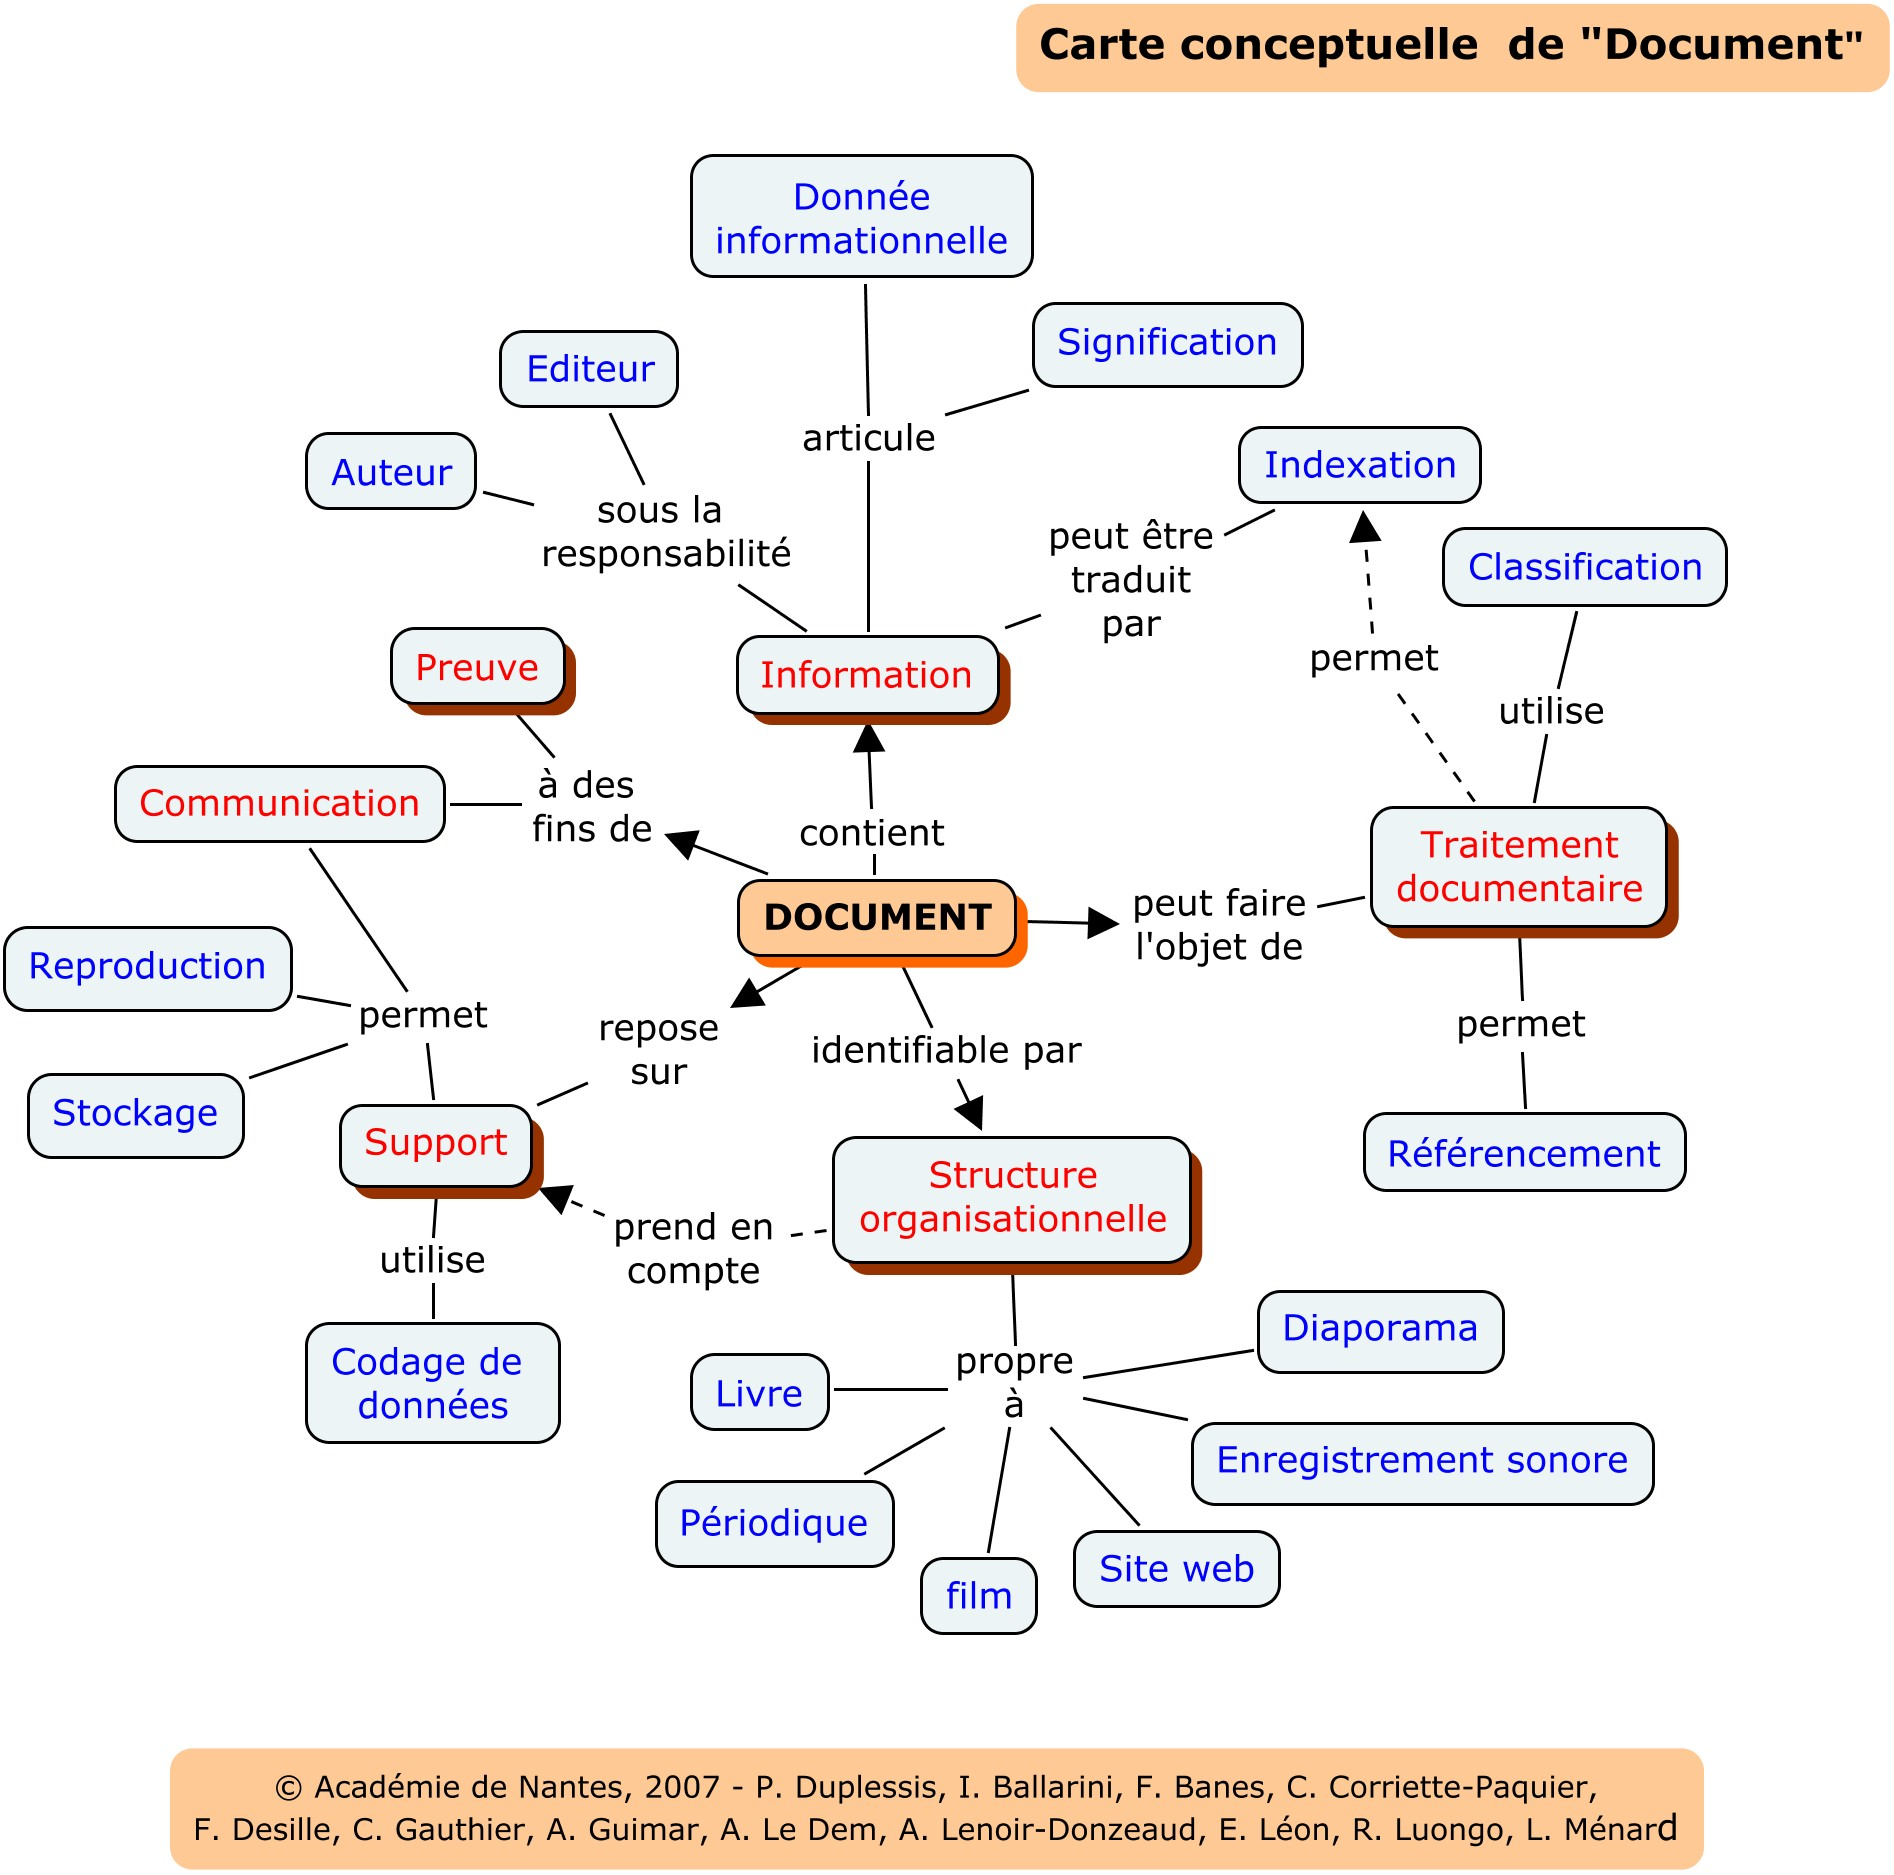 Carte conceptuelle de "Document"
Donnée
informationnelle
Signification
Editeur
articule
Auteur
Indexation
sous la
responsabilité
peut être
traduit
par
Classification
Preuve
Information
permet
utilise
Communication
à des
fins de
contient
Traitement
documentaire
DOCUMENT
peut faire
l'objet de
Reproduction
permet
repose
sur
identifiable par
permet
Stockage
Support
Structure
organisationnelle
Référencement
prend en
compte
utilise
Codage de
données
Livre
propre
à
Diaporama
Enregistrement sonore
Périodique
film
Site web
© Académie de Nantes, 2007 - P. Duplessis, I. Ballarini, F. Banes, C. Corriette-Paquier,
F. Desille, C. Gauthier, A. Guimar, A. Le Dem, A. Lenoir-Donzeaud, E. Léon, R. Luongo, L. Ménard